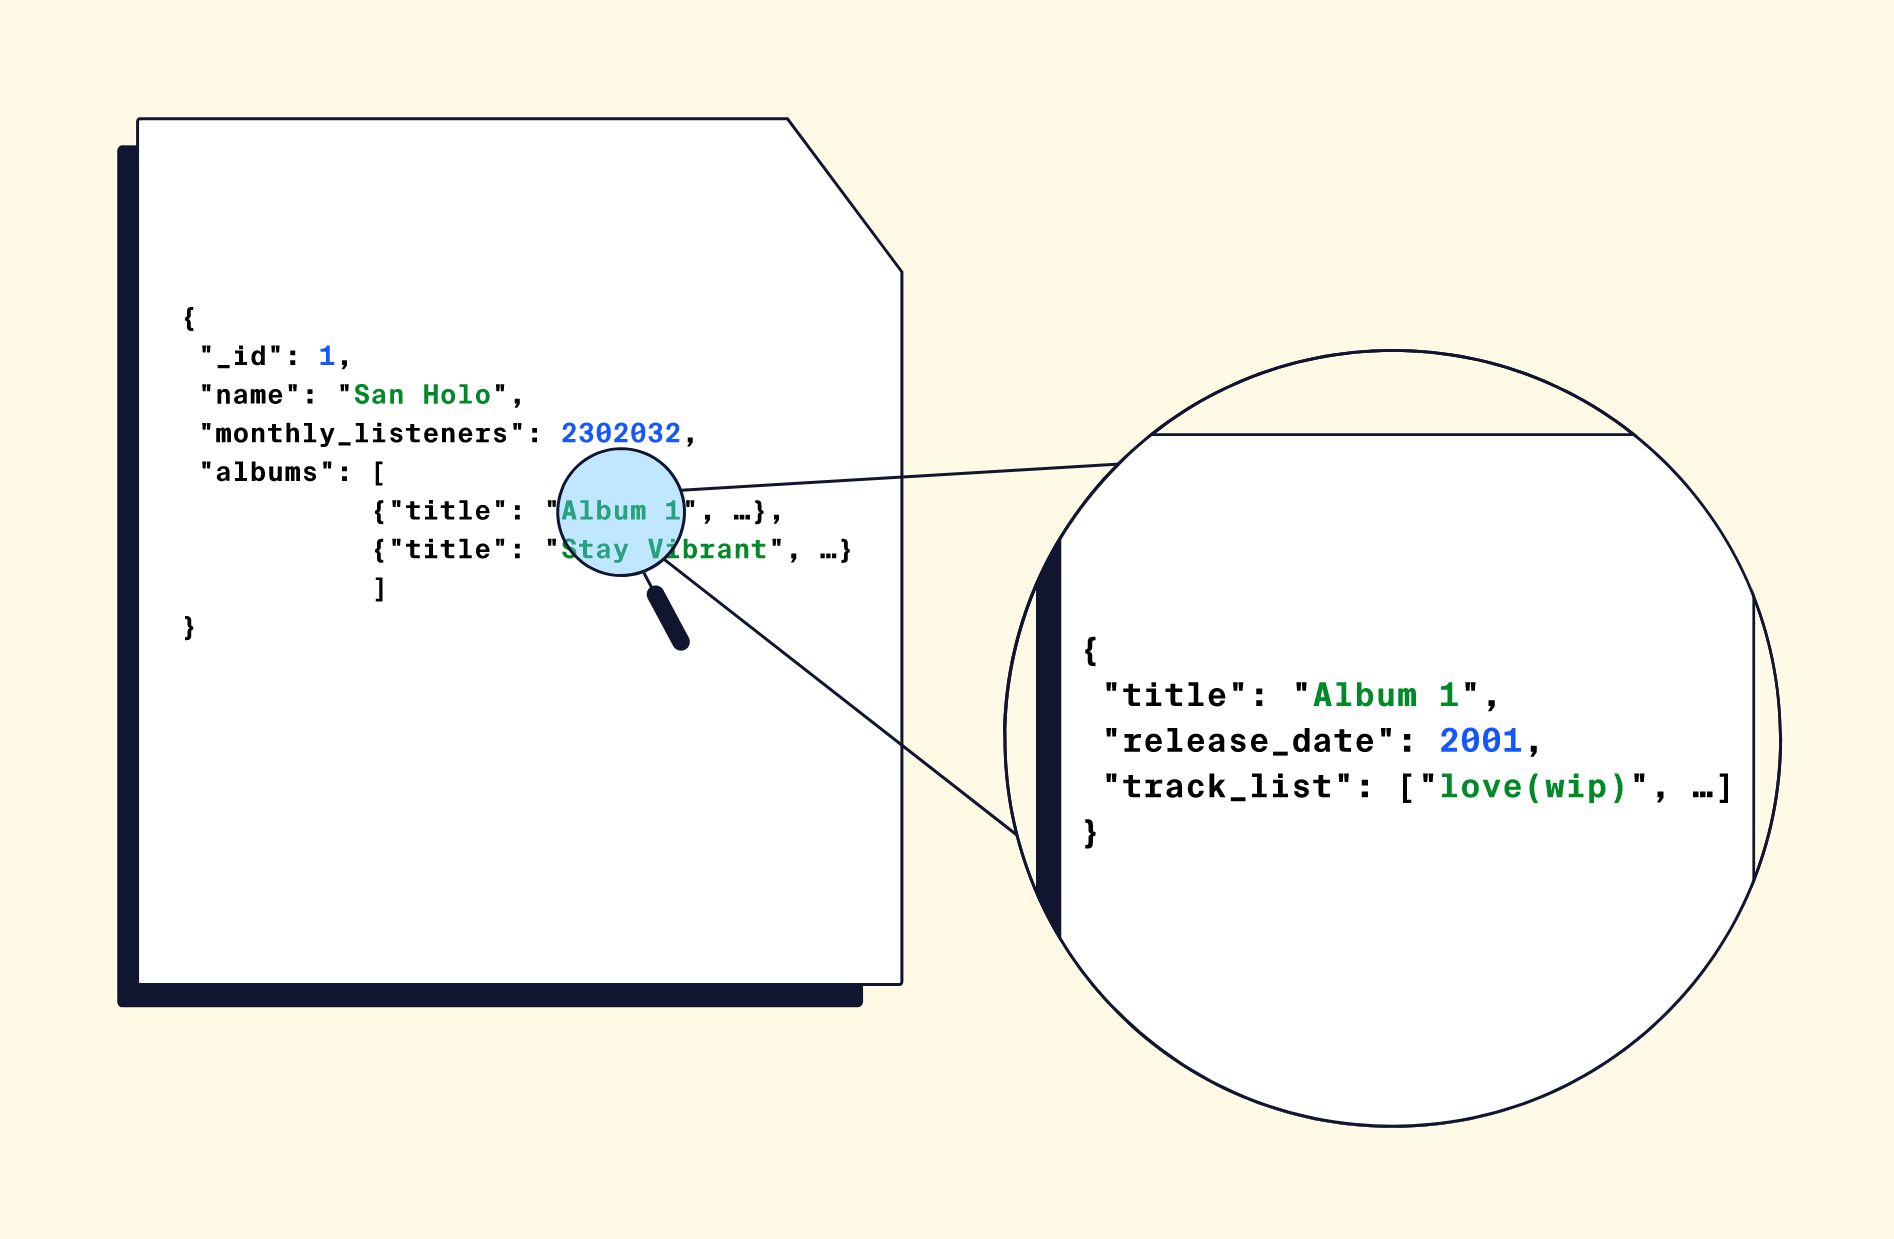 {
"_id": 1,
"name": "San Holo",
"monthly_listeners": 2302032,
"albums": [
{"title": "Album 1", …},
{"title": "Stay Vibrant", …}
]
}
{
"title": "Album 1",
"release_date": 2001,
"track_list": ["love(wip)", …]
}